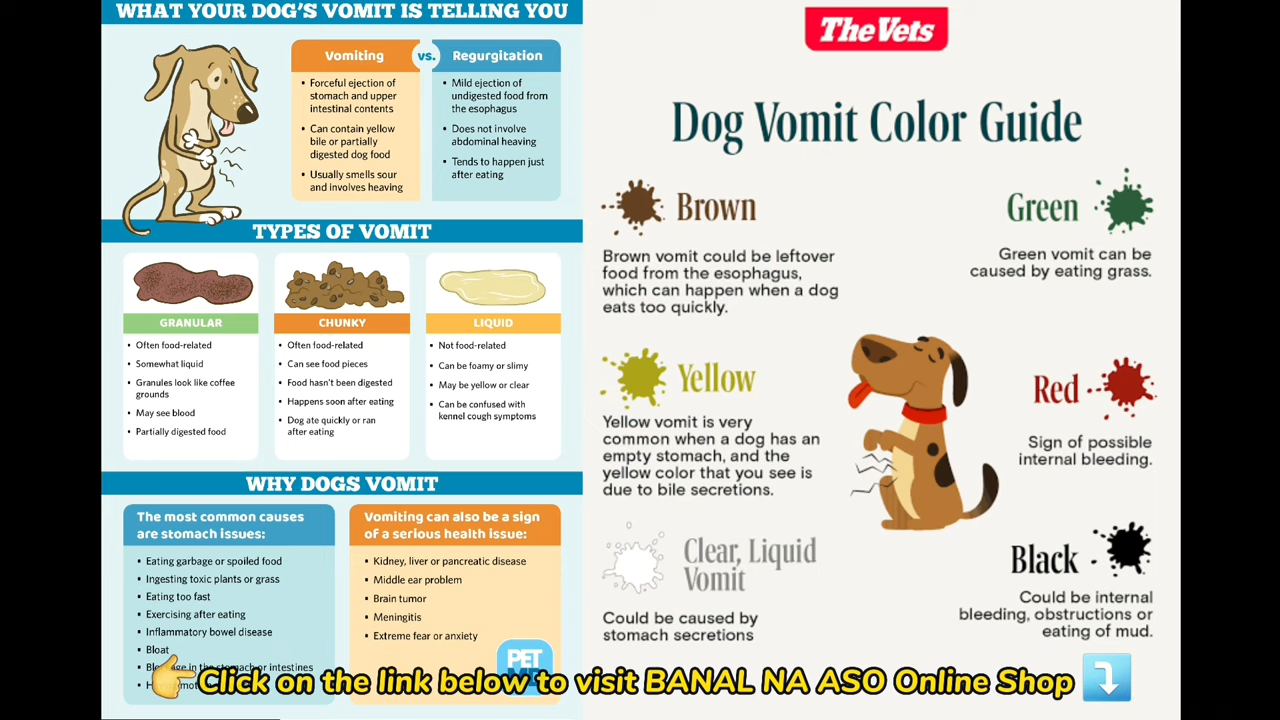 WHAT YOUR DOG'S VOMIT IS TELLING YOU
Vomiting
vs.
Regurgitation
▪ Forceful ejection of
stomach and upper
intestinal contents
▪ Can contain yellow
bile or partially
digested dog food
▪ Usually smells sour
and involves heaving
▪ Mild ejection of
undigested food from
the esophagus
▪ Does not involve
abdominal heaving
▪ Tends to happen just
after eating
TYPES OF VOMIT
GRANULAR
▪ Often food-related
▪ Somewhat liquid
▪ Granules look like coffee
grounds
▪ May see blood
▪ Partially digested food
CHUNKY
▪ Often food-related
▪ Can see food pieces
▪ Food hasn't been digested
▪ Happens soon after eating
▪ Dog ate quickly or ran
after eating
LIQUID
▪ Not food-related
▪ Can be foamy or slimy
▪ May be yellow or clear
▪ Can be confused with
kennel cough symptoms
WHY DOGS VOMIT
The most common causes
are stomach issues:
▪ Eating garbage or spoiled food
▪ Ingesting toxic plants or grass
▪ Eating too fast
▪ Exercising after eating
▪ Inflammatory bowel disease
▪ Bloat
in the stomach or intestines
Vomiting can also be a sign
of a serious health issue:
▪ Kidney, liver or pancreatic disease
▪ Middle ear problem
▪ Brain tumor
▪ Meningitis
▪ Extreme fear or anxiety
PET
The Vets
Dog Vomit Color Guide
Brown
Brown vomit could be leftover
food from the esophagus,
which can happen when a dog
eats too quickly.
Green
Green vomit can be
caused by eating grass.
Yellow
Yellow vomit is very
common when a dog has an
empty stomach, and the
yellow color that you see is
due to bile secretions.
Red
Sign of possible
internal bleeding.
Clear, Liquid
Vomit
Could be caused by
stomach secretions
Black
Could be internal
bleeding, obstructions or
eating of mud.
Click on the link below to visit BANAL NA ASO Online Shop